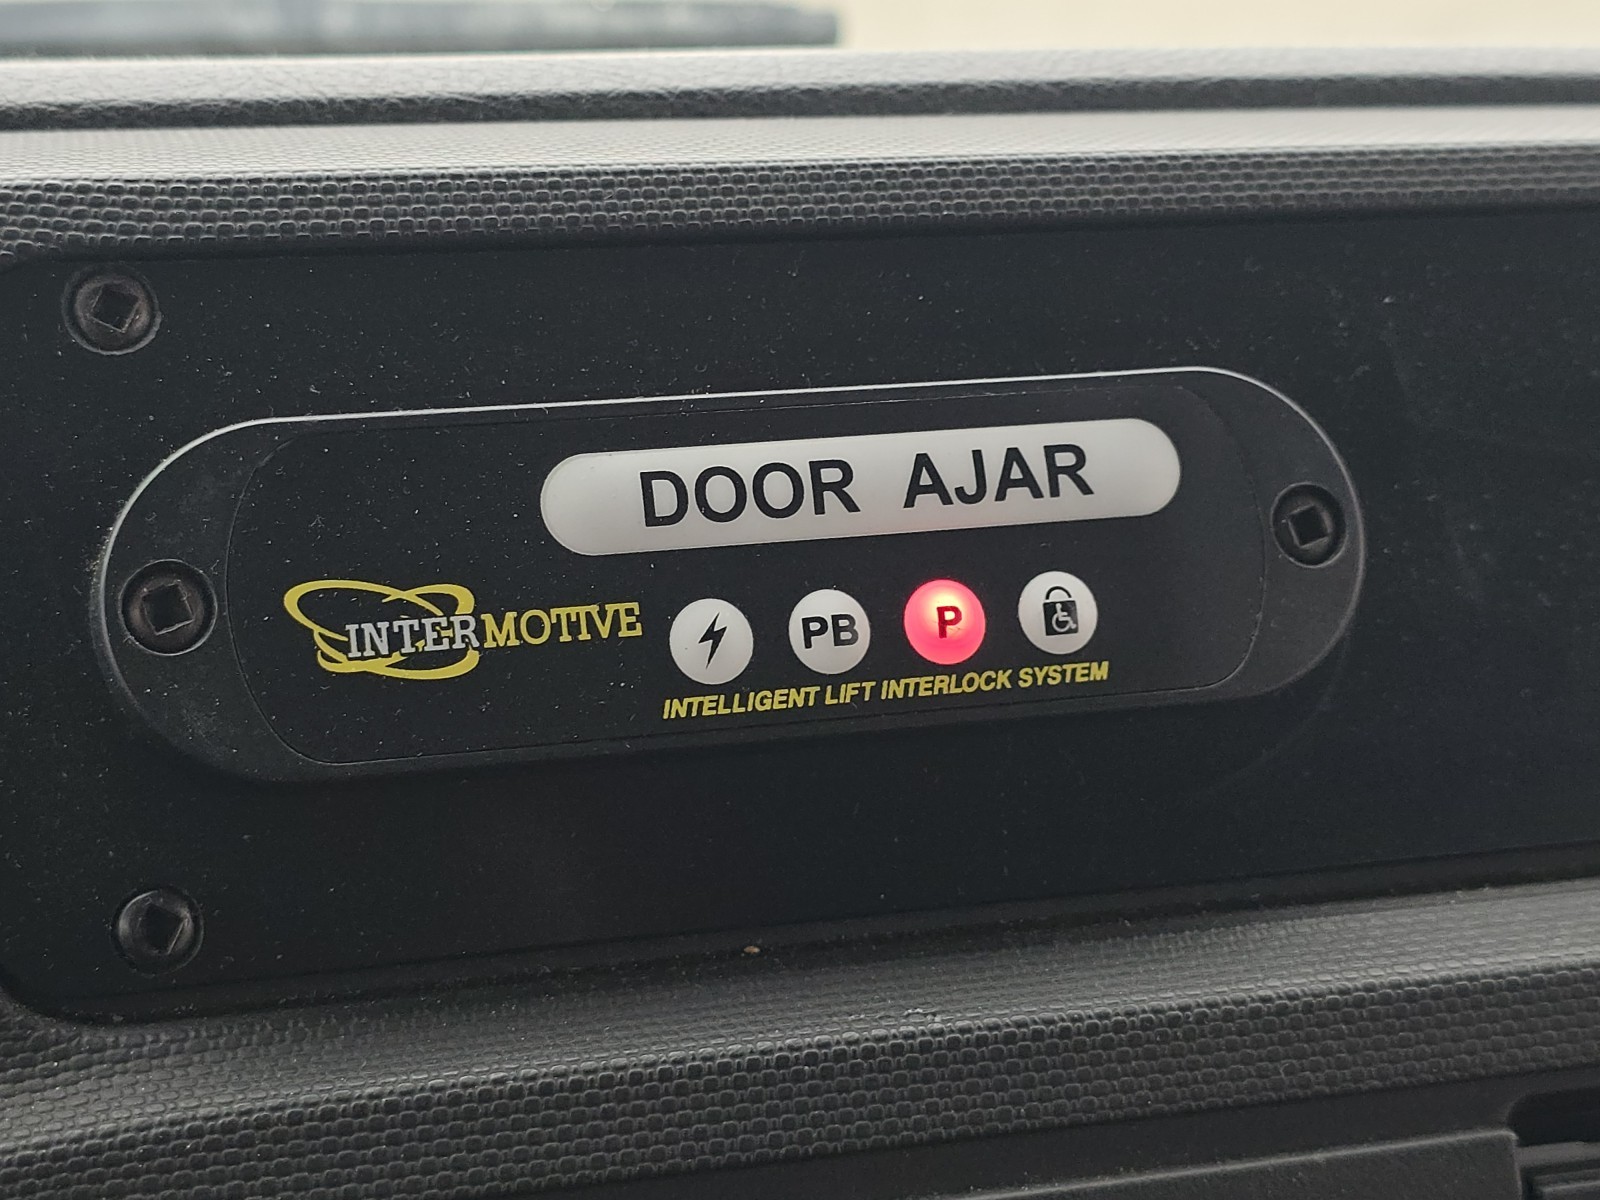 DOOR AJAR
INTERMOTIVE
PB
P
INTELLIGENT LIFT INTERLOCK SYSTEM